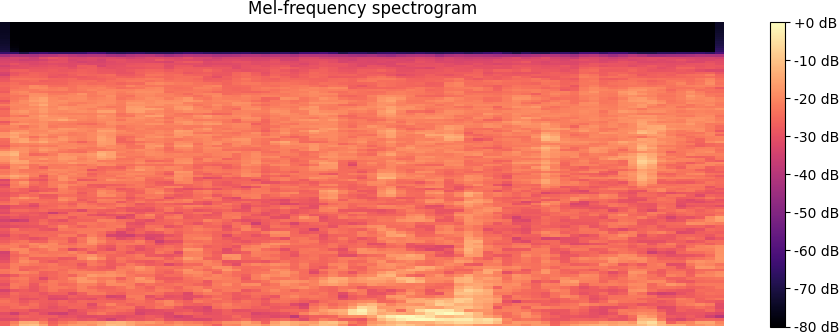 Mel-frequency spectrogram
+0 dB
-10 dB
-20 dB
-30 dB
-40 dB
-50 dB
-60 dB
-70 dB
-80 dB